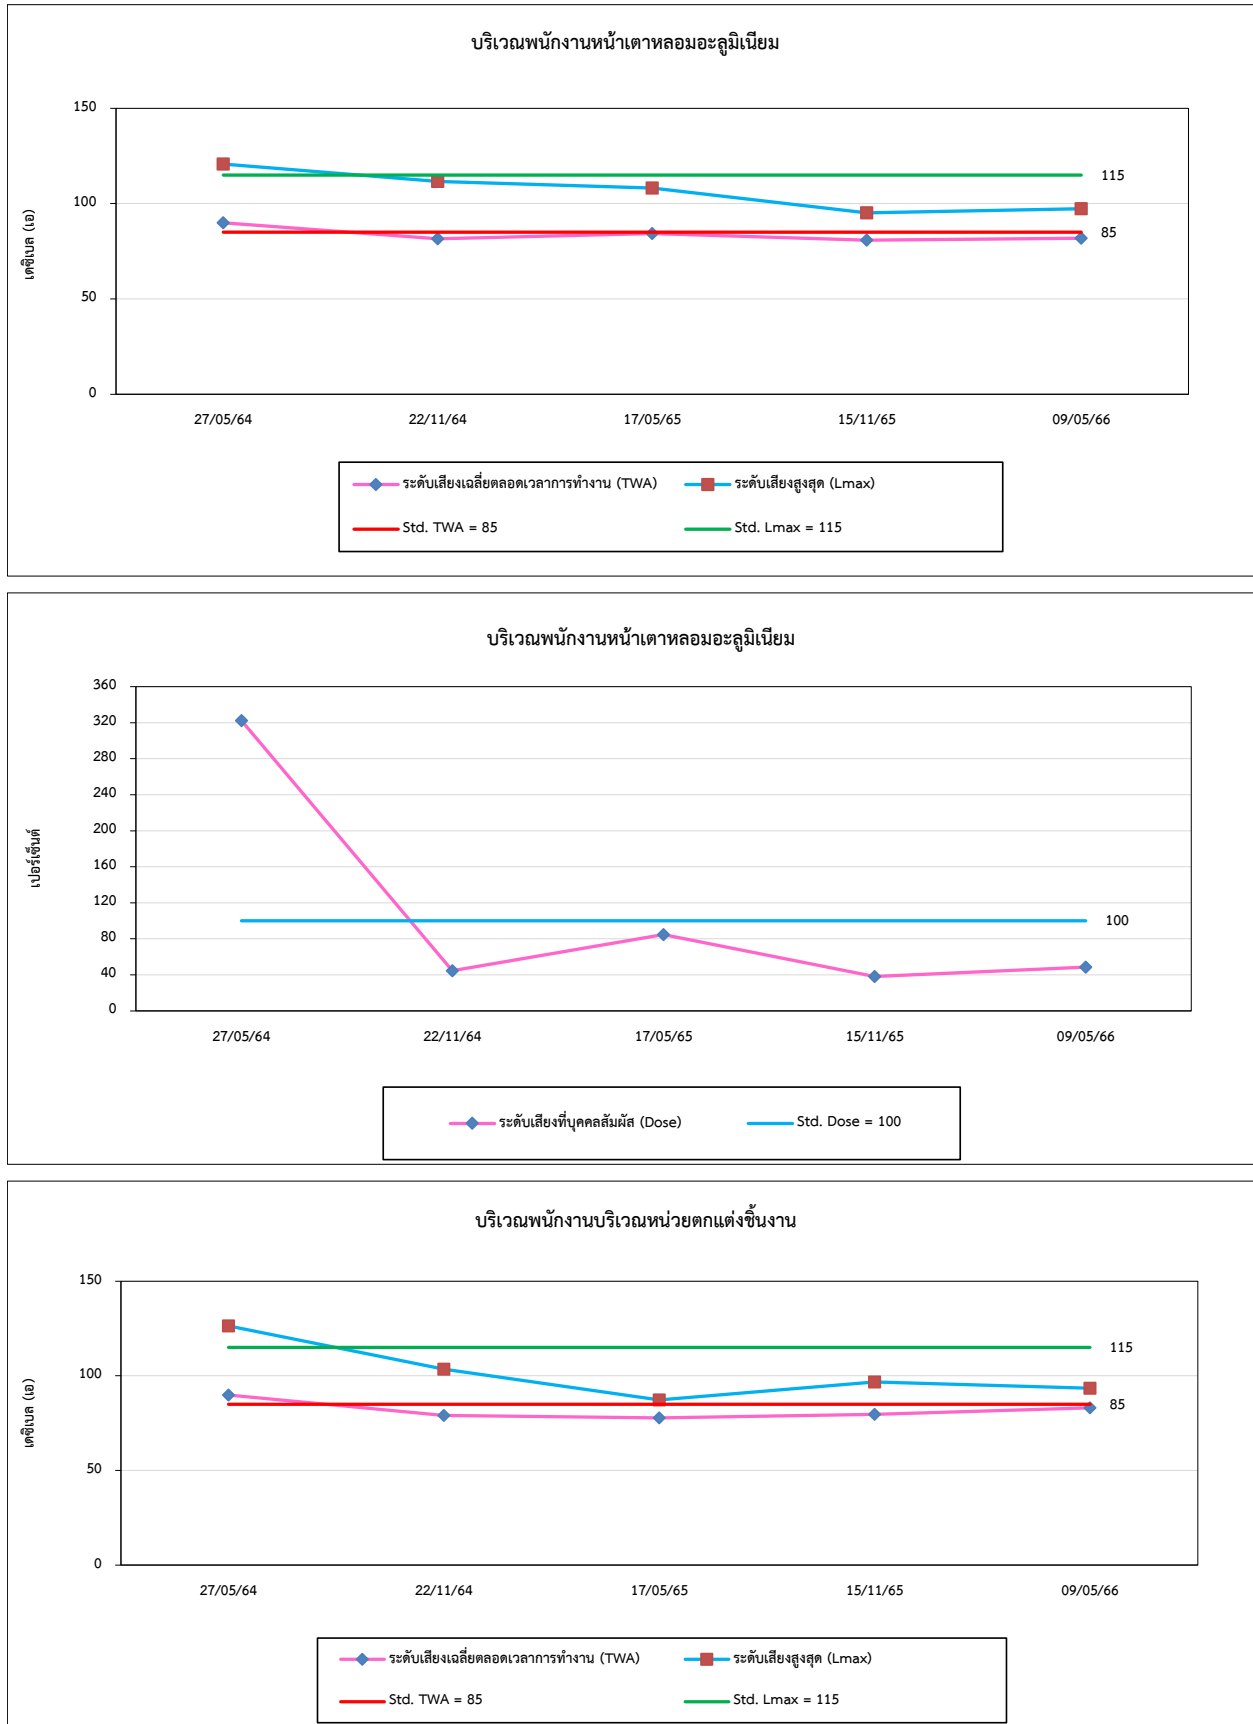 บริเวณพนักงานหน้าเตาหลอมอะลูมิเนียม
150
100
50
0
เดซิเบล (เอ)
115
85
27/05/64 22/11/64 17/05/65 15/11/65 09/05/66
ระดับเสียงเฉลี่ยตลอดเวลาการทำงาน (TWA) ระดับเสียงสูงสุด (Lmax)
Std. TWA = 85 Std. Lmax = 115
บริเวณพนักงานหน้าเตาหลอมอะลูมิเนียม
360
320
280
240
200
160
120
80
40
0
เปอร์เซ็นต์
100
27/05/64 22/11/64 17/05/65 15/11/65 09/05/66
ระดับเสียงที่บุคคลสัมผัส (Dose) Std. Dose = 100
บริเวณพนักงานบริเวณหน่วยตกแต่งชิ้นงาน
150
100
50
0
เดซิเบล (เอ)
115
85
27/05/64 22/11/64 17/05/65 15/11/65 09/05/66
ระดับเสียงเฉลี่ยตลอดเวลาการทำงาน (TWA) ระดับเสียงสูงสุด (Lmax)
Std. TWA = 85 Std. Lmax = 115